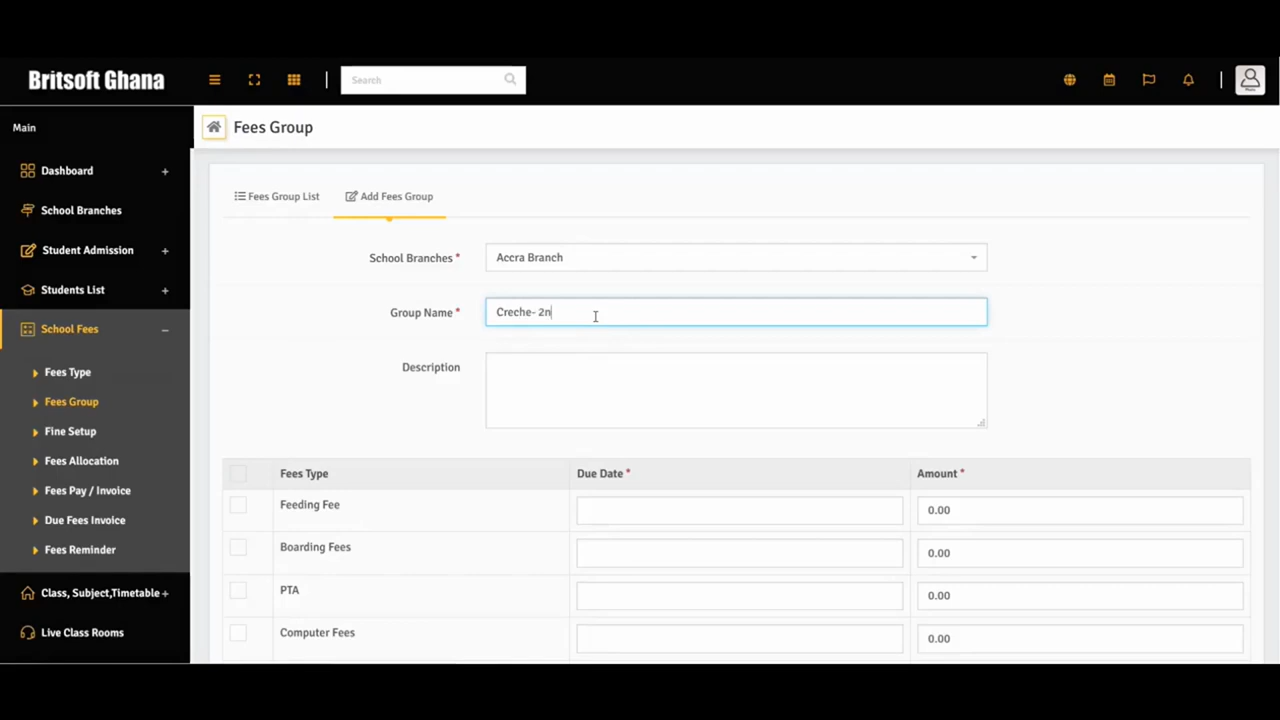 Britsoft Ghana
Search
Main
Fees Group
Dashboard +
School Branches
Student Admission +
Students List +
School Fees –
Fees Type
Fees Group
Fine Setup
Fees Allocation
Fees Pay / Invoice
Due Fees Invoice
Fees Reminder
Class, Subject,Timetable +
Live Class Rooms
Fees Group List
Add Fees Group
School Branches * Accra Branch
Group Name * Creche- 2n
Description
Fees Type Due Date * Amount *
Feeding Fee 0.00
Boarding Fees 0.00
PTA 0.00
Computer Fees 0.00